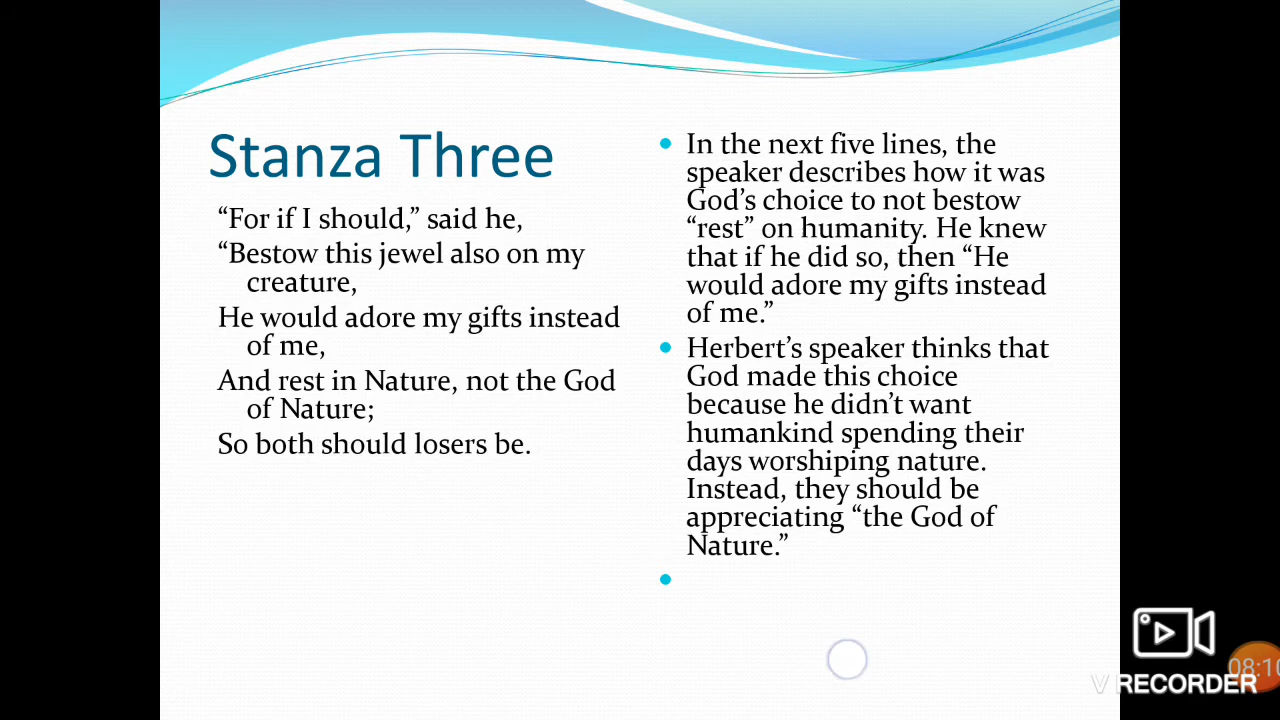 Stanza Three
“For if I should,” said he,
“Bestow this jewel also on my
creature,
He would adore my gifts instead
of me,
And rest in Nature, not the God
of Nature;
So both should losers be.
In the next five lines, the
speaker describes how it was
God’s choice to not bestow
“rest” on humanity. He knew
that if he did so, then “He
would adore my gifts instead
of me.”
Herbert’s speaker thinks that
God made this choice
because he didn’t want
humankind spending their
days worshiping nature.
Instead, they should be
appreciating “the God of
Nature.”
08:10
V RECORDER